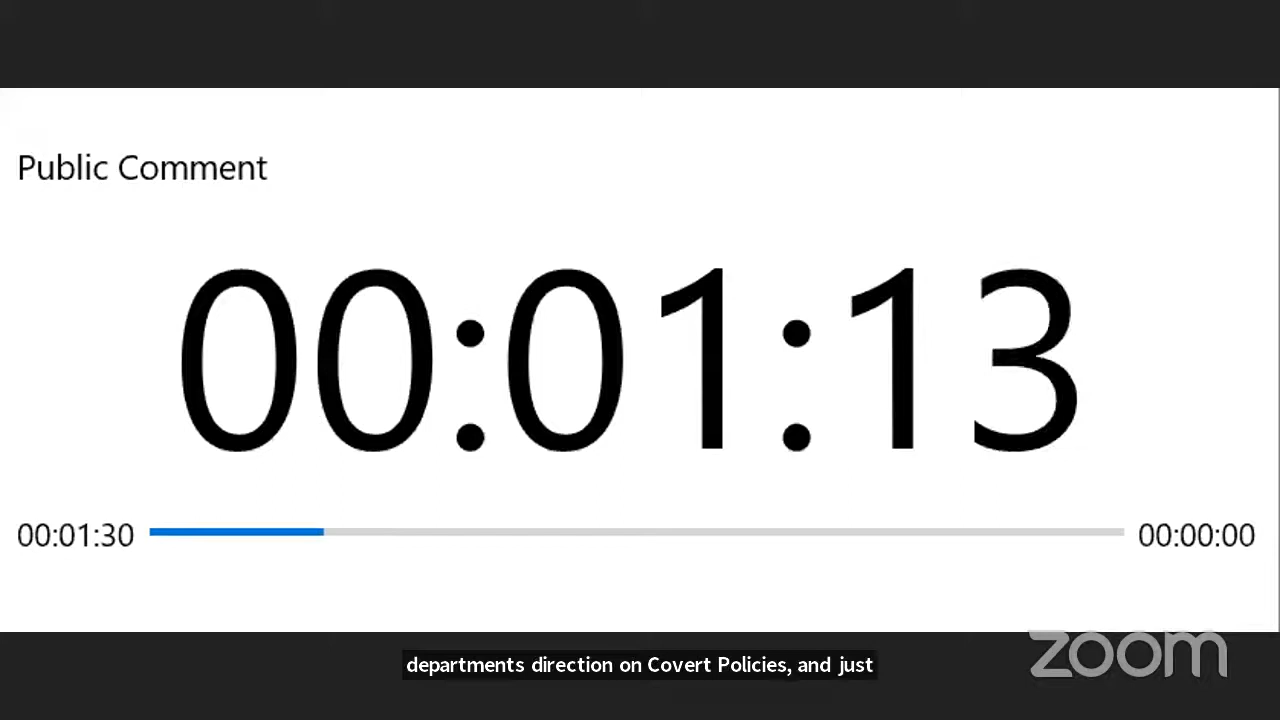 Public Comment
00:01:13
00:01:30
00:00:00
departments direction on Covert Policies, and just
zoom